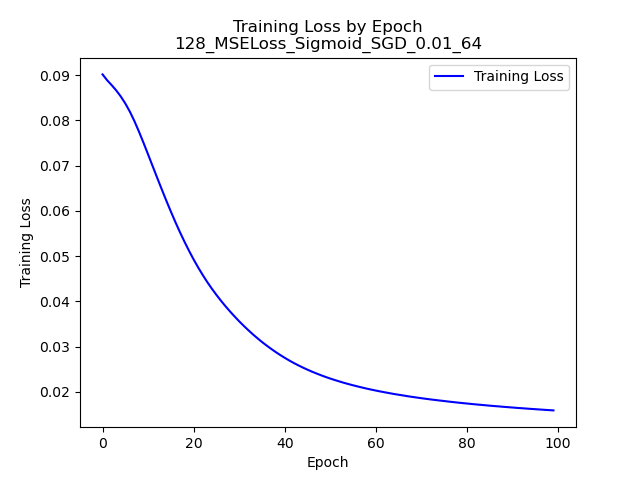 Training Loss by Epoch
128_MSELoss_Sigmoid_SGD_0.01_64
Training Loss
0.09
0.08
0.07
0.06
0.05
0.04
0.03
0.02
Training Loss
0 20 40 60 80 100
Epoch